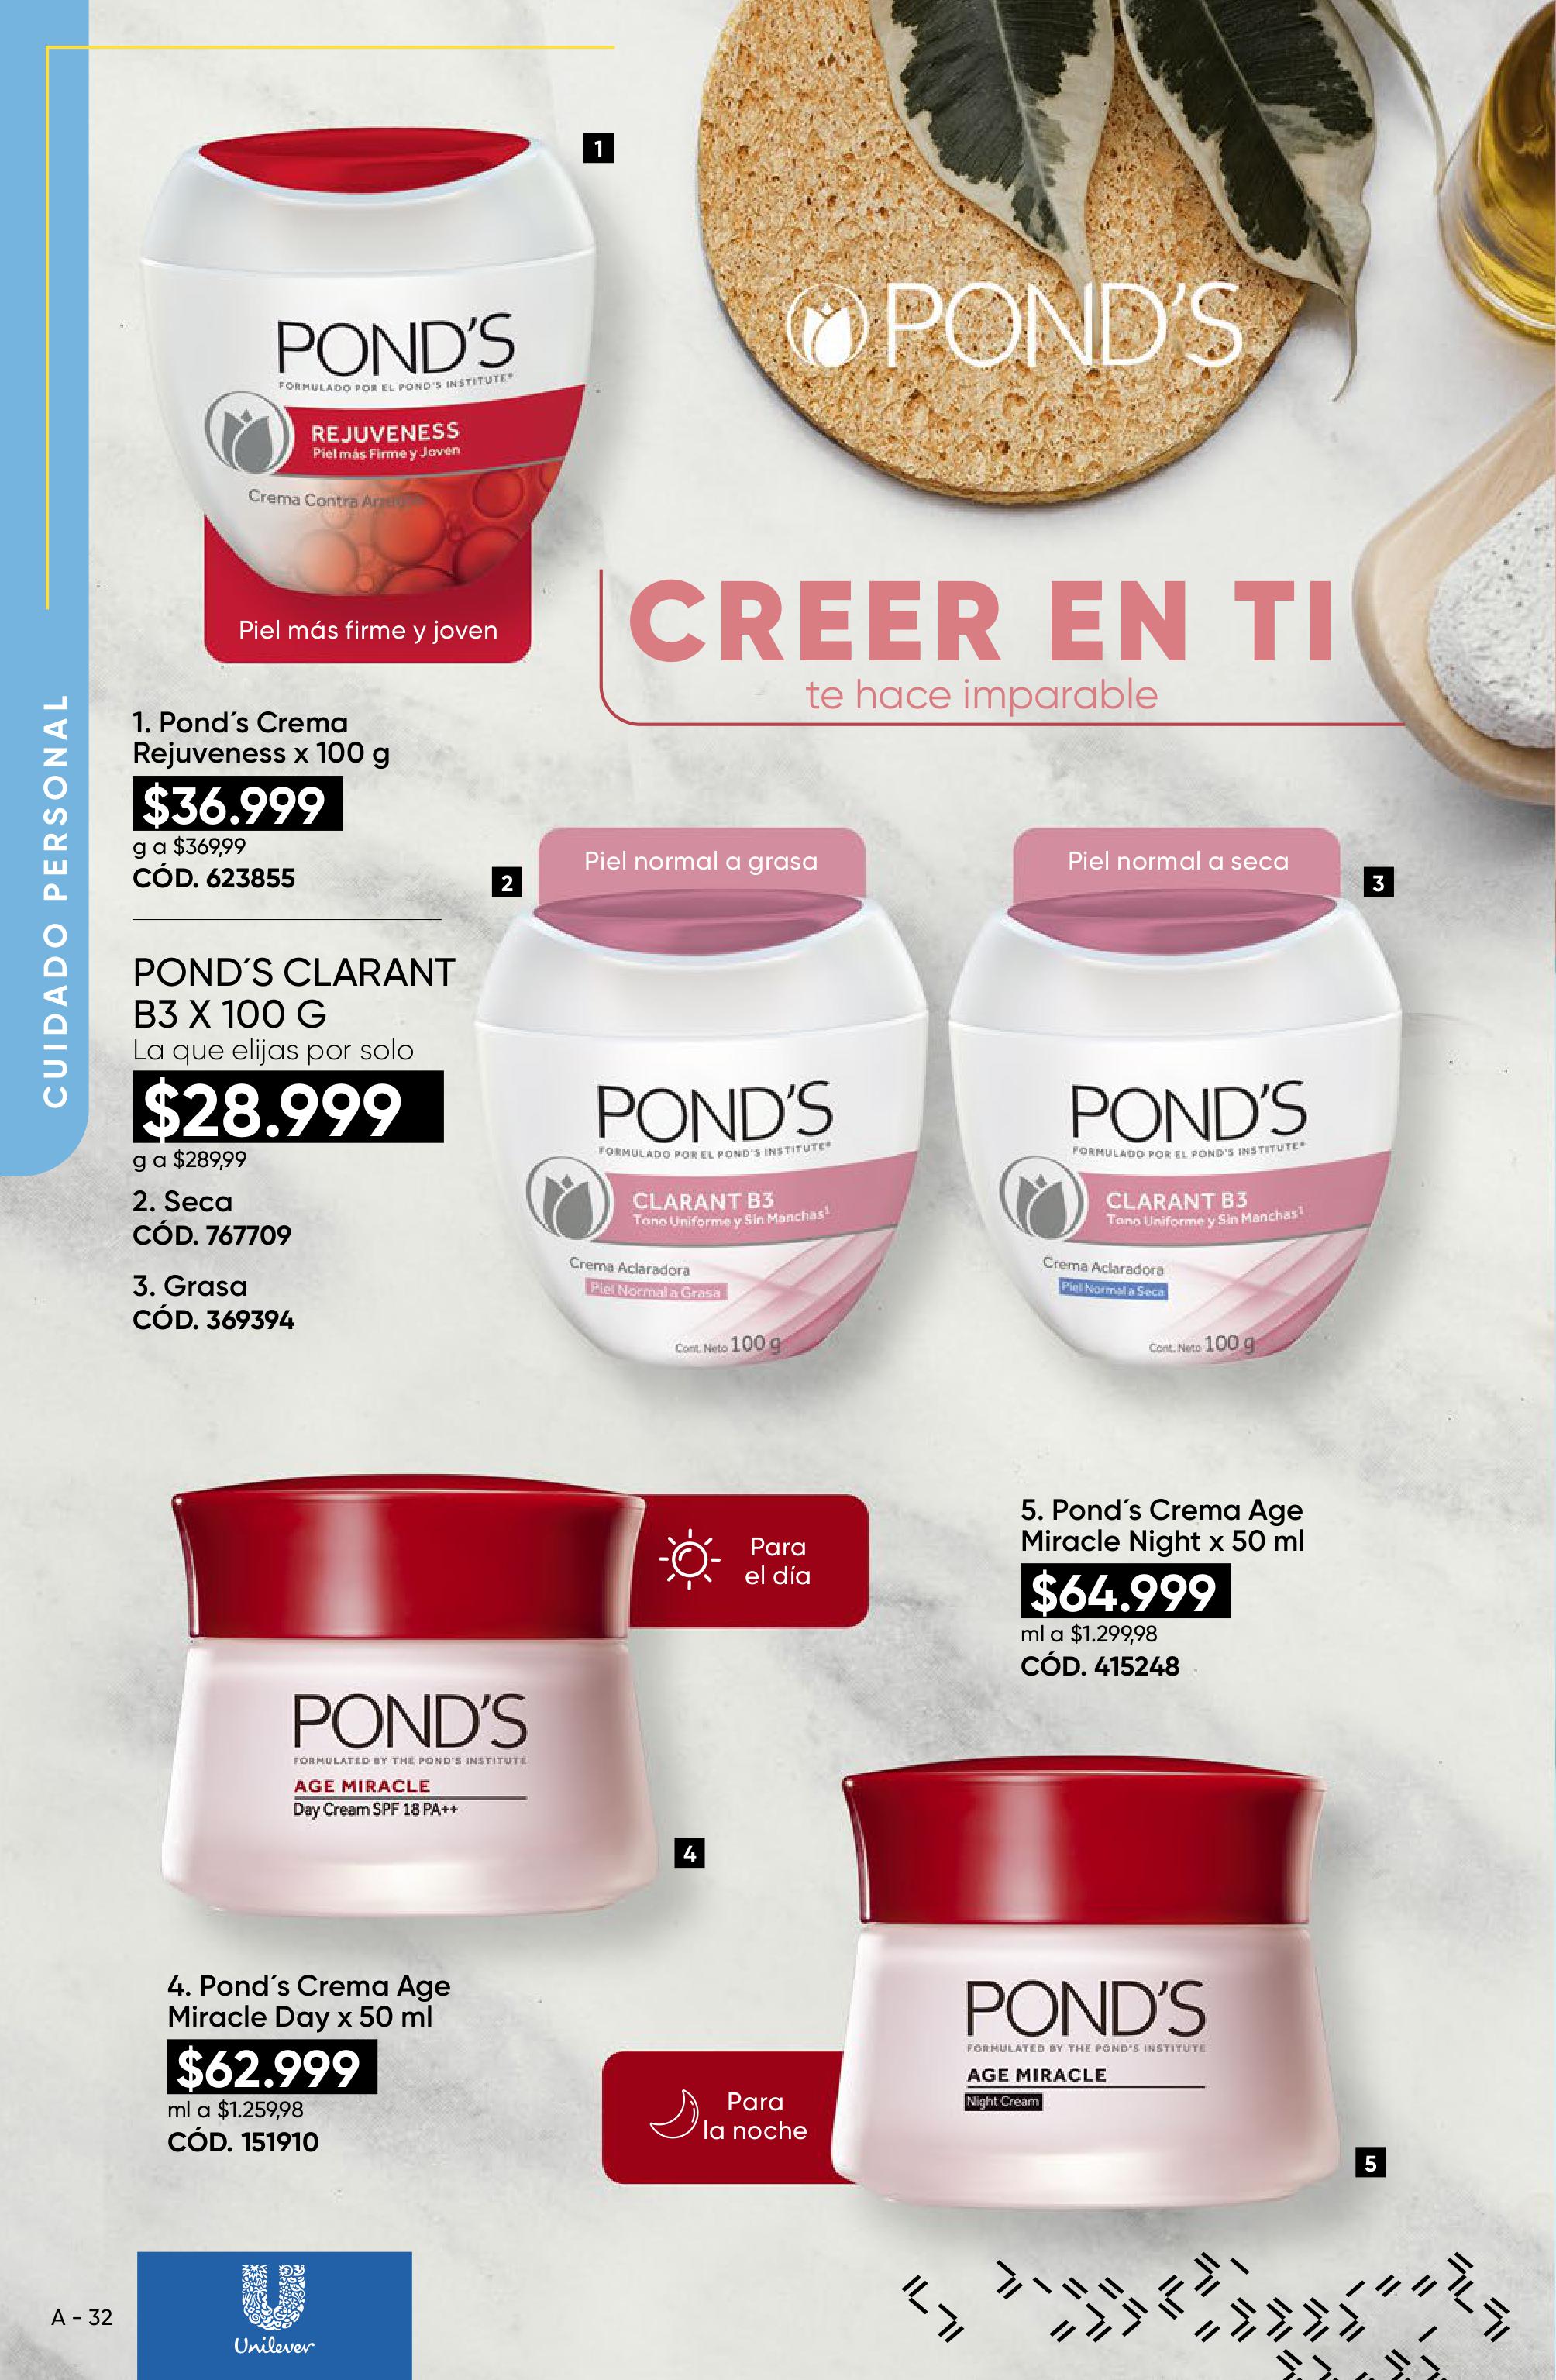 CUIDADO PERSONAL
1
POND'S
FORMULADO POR EL POND'S INSTITUTE®
REJUVENESS
Piel más Firme y Joven
Crema Contra
Piel más firme y joven
POND'S
CREER EN TI
te hace imparable
1. Pond´s Crema
Rejuveness x 100 g
$36.999
g a $369,99
CÓD. 623855
POND´S CLARANT
B3 X 100 G
La que elijas por solo
$28.999
g a $289,99
2. Seca
CÓD. 767709
3. Grasa
CÓD. 369394
2
Piel normal a grasa
POND'S
FORMULADO POR EL POND'S INSTITUTE®
CLARANT B3
Tono Uniforme y Sin Manchas¹
Crema Aclaradora
Piel Normal a Grasa
Cont. Neto 100 g
Piel normal a seca
3
POND'S
FORMULADO POR EL POND'S INSTITUTE®
CLARANT B3
Tono Uniforme y Sin Manchas¹
Crema Aclaradora
Piel Normal a Seca
Cont. Neto 100 g
Para
el día
POND'S
FORMULATED BY THE POND'S INSTITUTE
AGE MIRACLE
Day Cream SPF 18 PA++
4
5. Pond´s Crema Age
Miracle Night x 50 ml
$64.999
ml a $1.299,98
CÓD. 415248
4. Pond´s Crema Age
Miracle Day x 50 ml
$62.999
ml a $1.259,98
CÓD. 151910
Para
la noche
POND'S
FORMULATED BY THE POND'S INSTITUTE
AGE MIRACLE
Night Cream
5
A - 32
Unilever